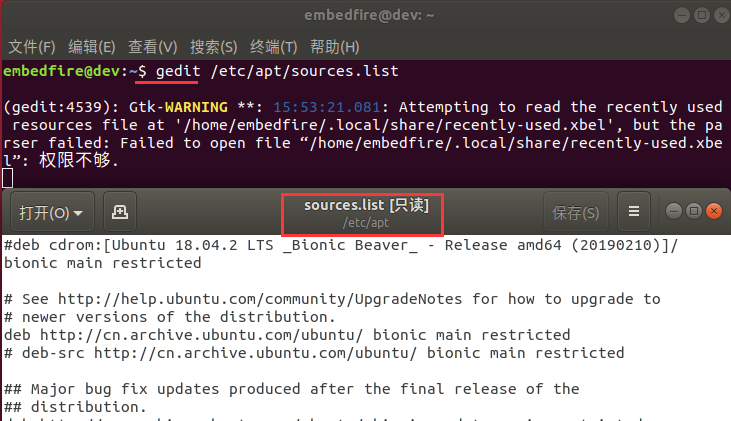 embedfire@dev: ~
文件(F) 编辑(E) 查看(V) 搜索(S) 终端(T) 帮助(H)
embedfire@dev:~$ gedit /etc/apt/sources.list
(gedit:4539): Gtk-WARNING **: 15:53:21.081: Attempting to read the recently used
resources file at '/home/embedfire/.local/share/recently-used.xbel', but the pa
rser failed: Failed to open file “/home/embedfire/.local/share/recently-used.xbe
l”: 权限不够.
打开(O)
sources.list [只读]
/etc/apt
保存(S)
#deb cdrom:[Ubuntu 18.04.2 LTS _Bionic Beaver_ - Release amd64 (20190210)]/
bionic main restricted
# See http://help.ubuntu.com/community/UpgradeNotes for how to upgrade to
# newer versions of the distribution.
deb http://cn.archive.ubuntu.com/ubuntu/ bionic main restricted
# deb-src http://cn.archive.ubuntu.com/ubuntu/ bionic main restricted
## Major bug fix updates produced after the final release of the
## distribution.